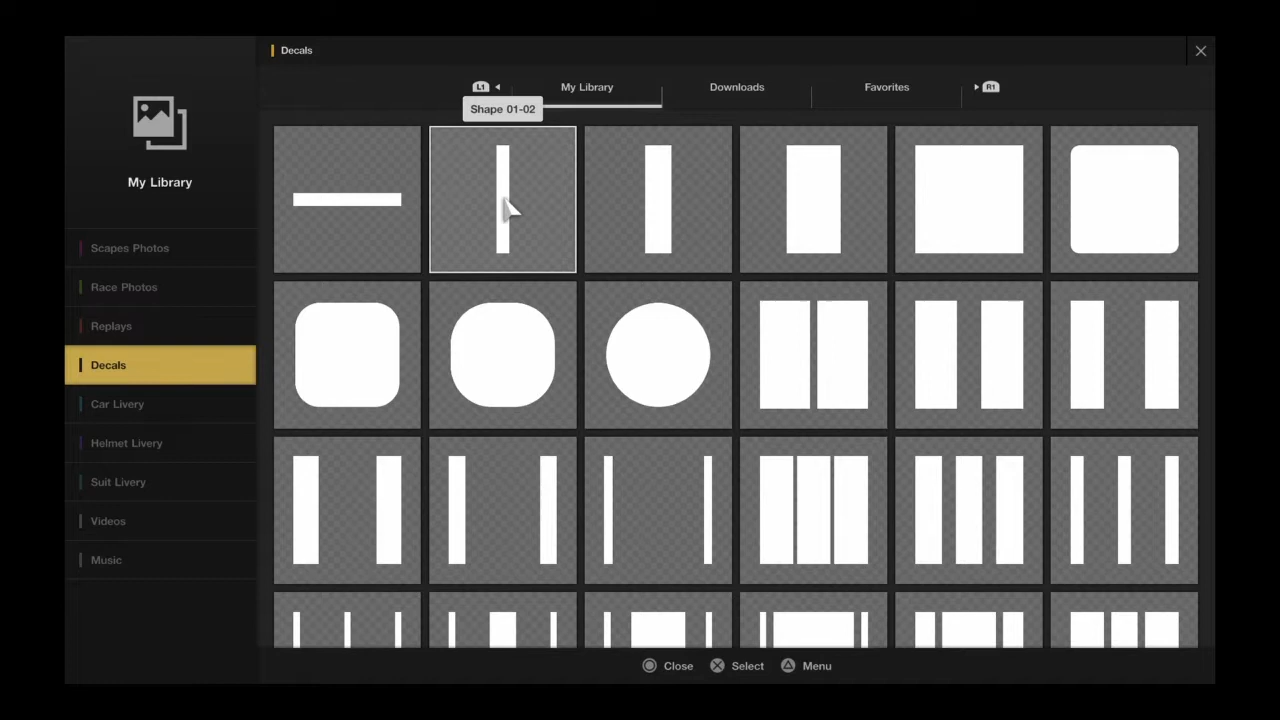 Decals
L1
My Library
Downloads
Favorites
R1
Shape 01-02
My Library
Scapes Photos
Race Photos
Replays
Decals
Car Livery
Helmet Livery
Suit Livery
Videos
Music
Close
Select
Menu